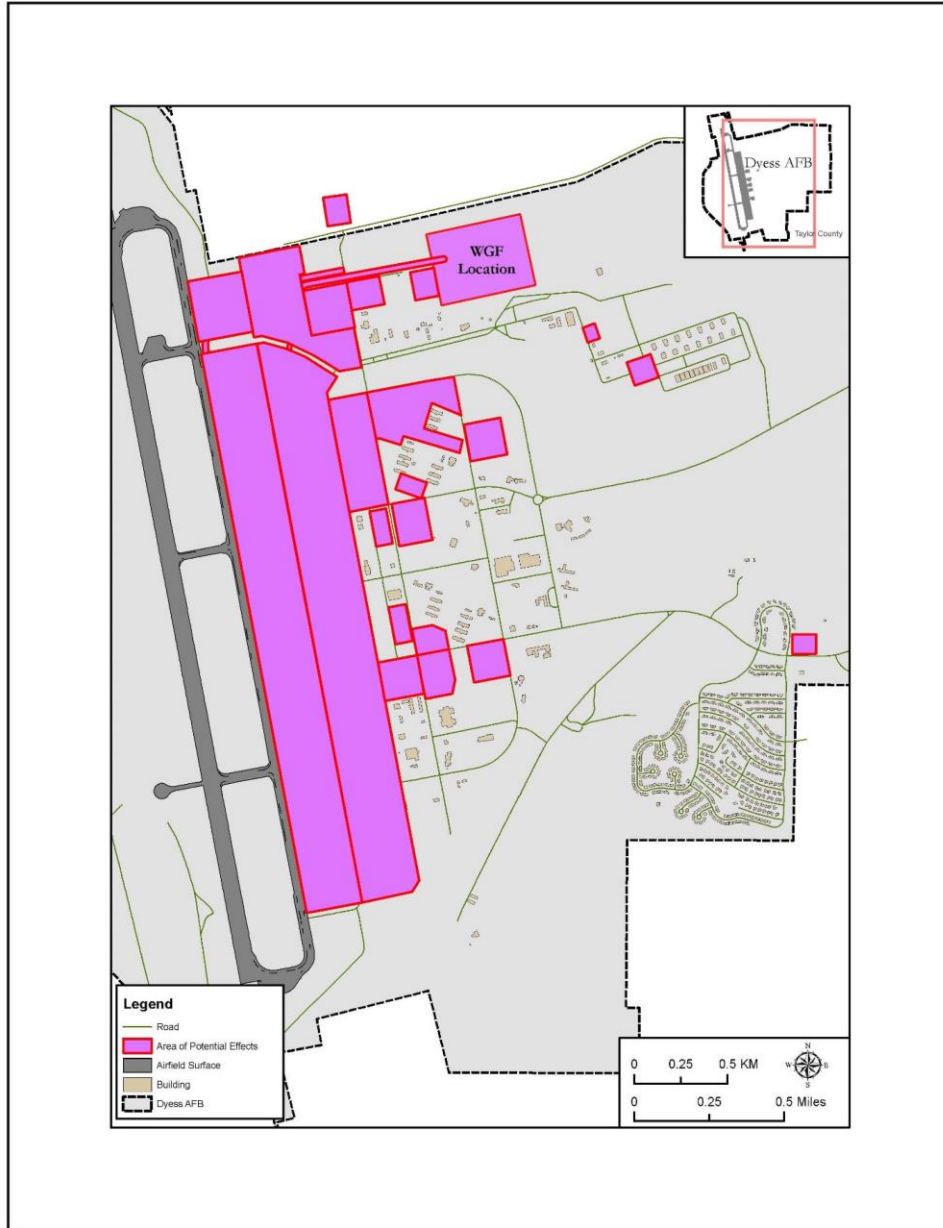 Dyess AFB
Taylor County
WGF
Location
Legend
Road
Area of Potential Effects
Airfield Surface
Building
Dyess AFB
0 0.25 0.5 KM
0 0.25 0.5 Miles
N
W E
S